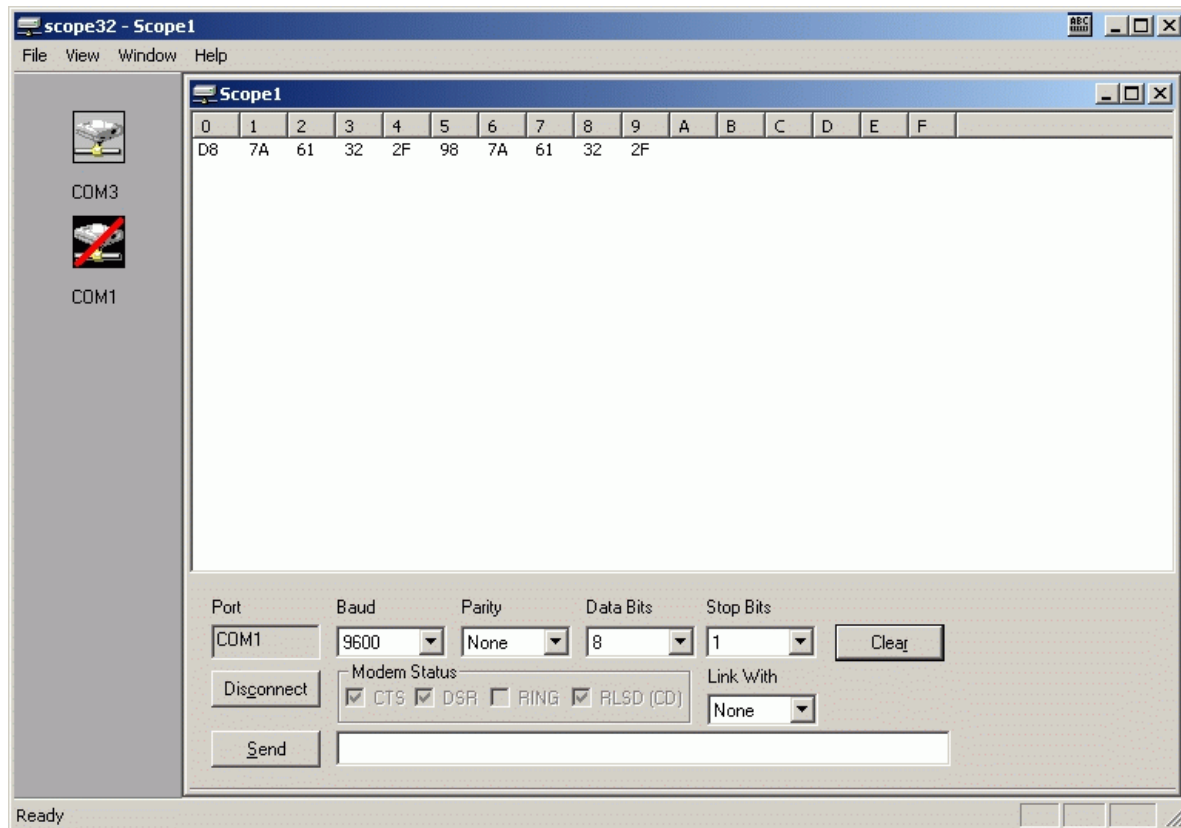 scope32 - Scope1
ABC
File View Window Help
COM3
COM1
Scope1
0 1 2 3 4 5 6 7 8 9 A B C D E F
D8 7A 61 32 2F 98 7A 61 32 2F
Port Baud Parity Data Bits Stop Bits
COM1 9600 None 8 1 Clear
Disconnect Modem Status Link With
CTS DSR RING RLSD (CD)
None
Send
Ready